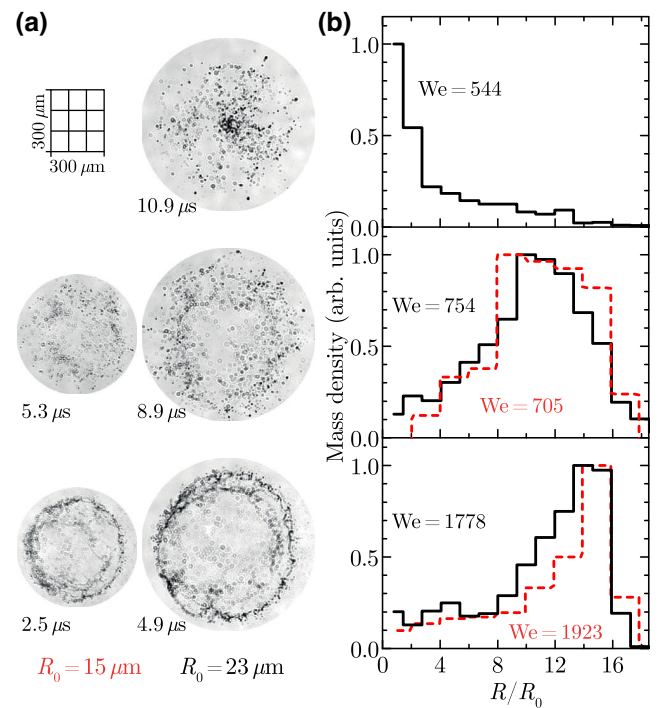 (a)
300 μm
300 μm
10.9 μs
5.3 μs
8.9 μs
2.5 μs
4.9 μs
R₀ = 15 μm
R₀ = 23 μm
(b)
Mass density (arb. units)
1.0
0.5
0.0
We = 544
1.0
0.5
0.0
We = 754
We = 705
1.0
0.5
0.0
We = 1778
We = 1923
0 4 8 12 16
R/R₀